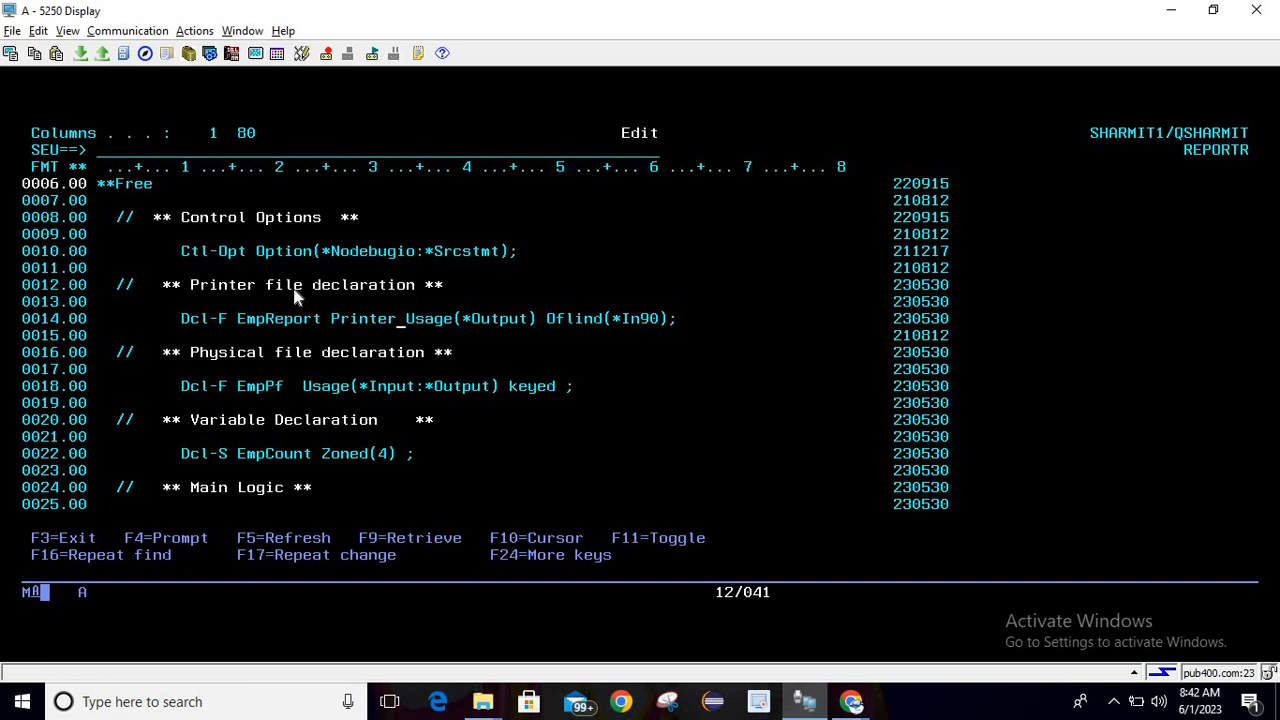 A - 5250 Display
File Edit View Communication Actions Window Help
Columns . . . : 1 80 Edit SHARMIT1/QSHARMIT
SEU==> REPORTR
FMT ** ...+... 1 ...+... 2 ...+... 3 ...+... 4 ...+... 5 ...+... 6 ...+... 7 ...+... 8
0006.00 **Free 220915
0007.00 210812
0008.00 // ** Control Options ** 220915
0009.00 210812
0010.00 Ctl-Opt Option(*Nodebugio:*Srcstmt); 211217
0011.00 210812
0012.00 // ** Printer file declaration ** 230530
0013.00 230530
0014.00 Dcl-F EmpReport Printer_Usage(*Output) Oflind(*In90); 230530
0015.00 210812
0016.00 // ** Physical file declaration ** 230530
0017.00 230530
0018.00 Dcl-F EmpPf Usage(*Input:*Output) keyed ; 230530
0019.00 230530
0020.00 // ** Variable Declaration ** 230530
0021.00 230530
0022.00 Dcl-S EmpCount Zoned(4) ; 230530
0023.00 230530
0024.00 // ** Main Logic ** 230530
0025.00 230530
F3=Exit F4=Prompt F5=Refresh F9=Retrieve F10=Cursor F11=Toggle
F16=Repeat find F17=Repeat change F24=More keys
MA A 12/041
Activate Windows
Go to Settings to activate Windows.
pub400.com:23
Type here to search 99+ 8:42 AM
6/1/2023 1